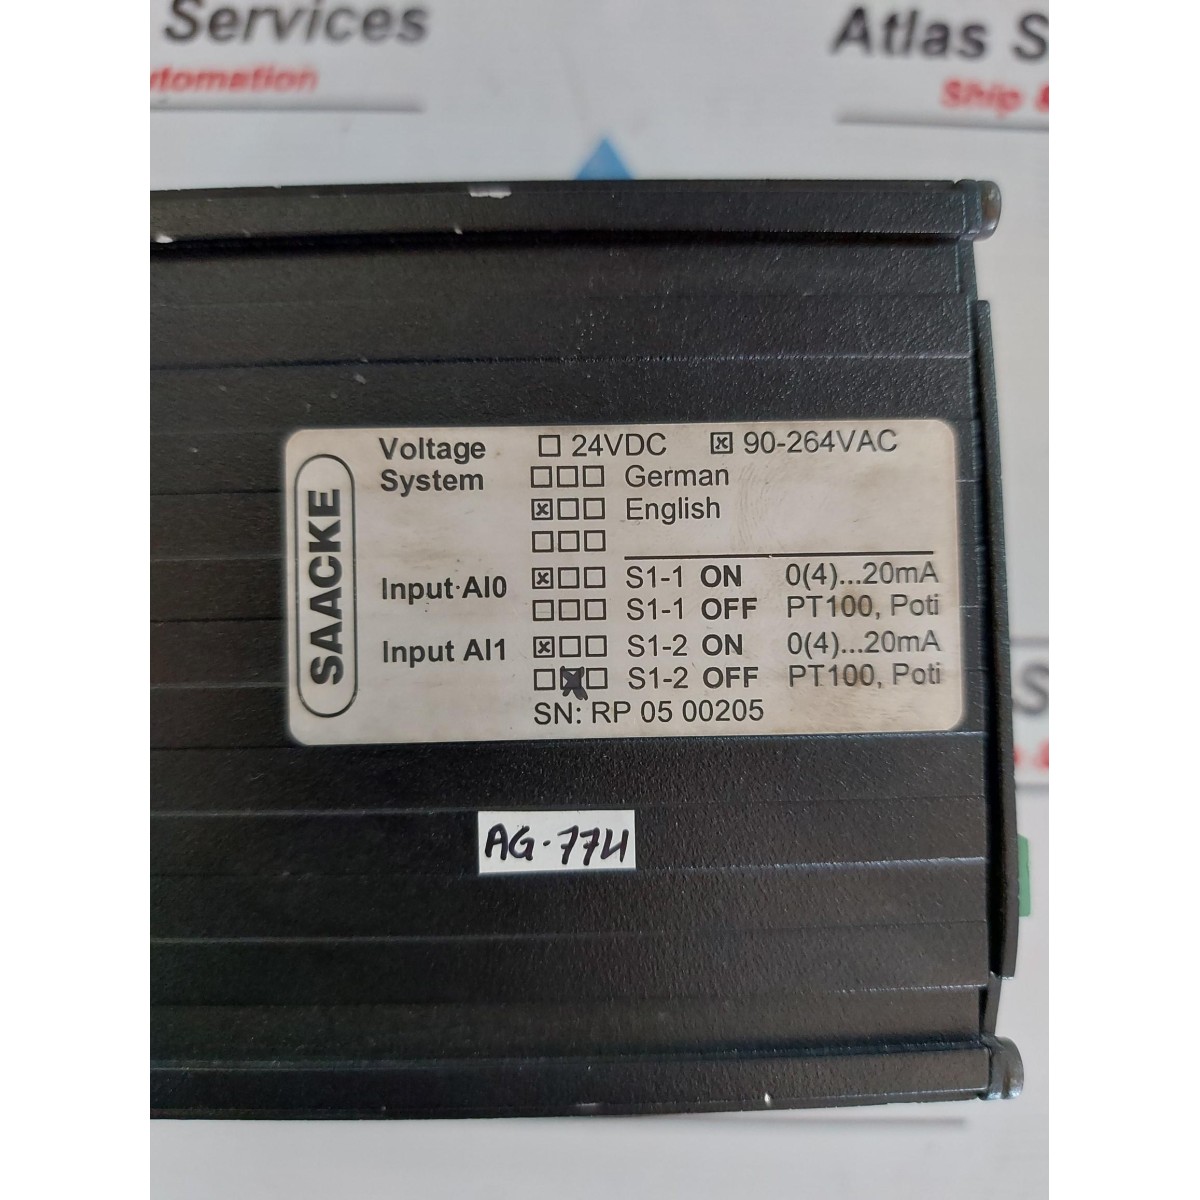 Services
Automation
Atlas S
Ship &
SAACKE
Voltage ☐ 24VDC ☒ 90-264VAC
System ☐☐☐ German
☒☐☐ English
☐☐☐
Input AI0 ☒☐☐ S1-1 ON 0(4)...20mA
☐☐☐ S1-1 OFF PT100, Poti
Input AI1 ☒☐☐ S1-2 ON 0(4)...20mA
☐☒☐ S1-2 OFF PT100, Poti
SN: RP 05 00205
AG-774